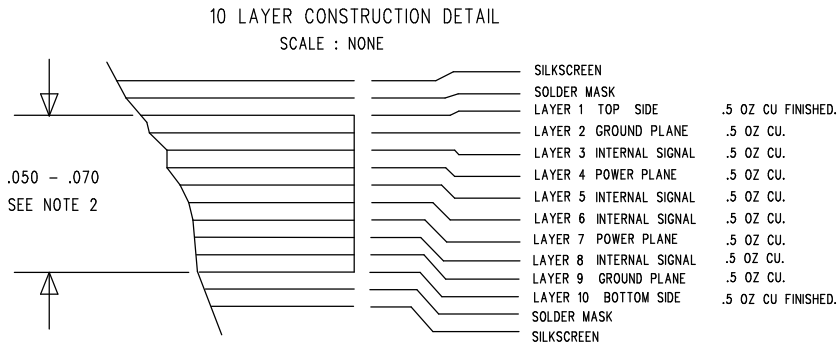 10 LAYER CONSTRUCTION DETAIL
SCALE : NONE
SILKSCREEN
SOLDER MASK
LAYER 1 TOP SIDE .5 OZ CU FINISHED.
LAYER 2 GROUND PLANE .5 OZ CU.
LAYER 3 INTERNAL SIGNAL .5 OZ CU.
LAYER 4 POWER PLANE .5 OZ CU.
LAYER 5 INTERNAL SIGNAL .5 OZ CU.
LAYER 6 INTERNAL SIGNAL .5 OZ CU.
LAYER 7 POWER PLANE .5 OZ CU.
LAYER 8 INTERNAL SIGNAL .5 OZ CU.
LAYER 9 GROUND PLANE .5 OZ CU.
LAYER 10 BOTTOM SIDE .5 OZ CU FINISHED.
SOLDER MASK
SILKSCREEN
.050 - .070
SEE NOTE 2